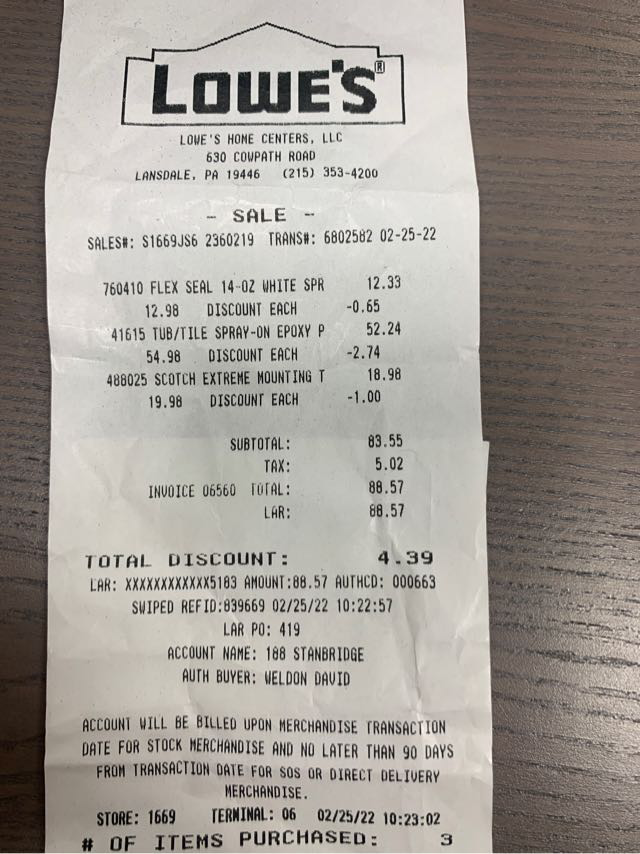 LOWE'S®
LOWE'S HOME CENTERS, LLC
630 COWPATH ROAD
LANSDALE, PA 19446 (215) 353-4200
- SALE -
SALES#: S1669JS6 2360219 TRANS#: 6802582 02-25-22
760410 FLEX SEAL 14-OZ WHITE SPR 12.33
12.98 DISCOUNT EACH -0.65
41615 TUB/TILE SPRAY-ON EPOXY P 52.24
54.98 DISCOUNT EACH -2.74
488025 SCOTCH EXTREME MOUNTING T 18.98
19.98 DISCOUNT EACH -1.00
SUBTOTAL: 83.55
TAX: 5.02
INVOICE 06560 TOTAL: 88.57
LAR: 88.57
TOTAL DISCOUNT: 4.39
LAR: XXXXXXXXXXXX5183 AMOUNT:88.57 AUTHCD: 000663
SWIPED REFID:839669 02/25/22 10:22:57
LAR PO: 419
ACCOUNT NAME: 188 STANBRIDGE
AUTH BUYER: WELDON DAVID
ACCOUNT WILL BE BILLED UPON MERCHANDISE TRANSACTION
DATE FOR STOCK MERCHANDISE AND NO LATER THAN 90 DAYS
FROM TRANSACTION DATE FOR SOS OR DIRECT DELIVERY
MERCHANDISE.
STORE: 1669 TERMINAL: 06 02/25/22 10:23:02
# OF ITEMS PURCHASED: 3